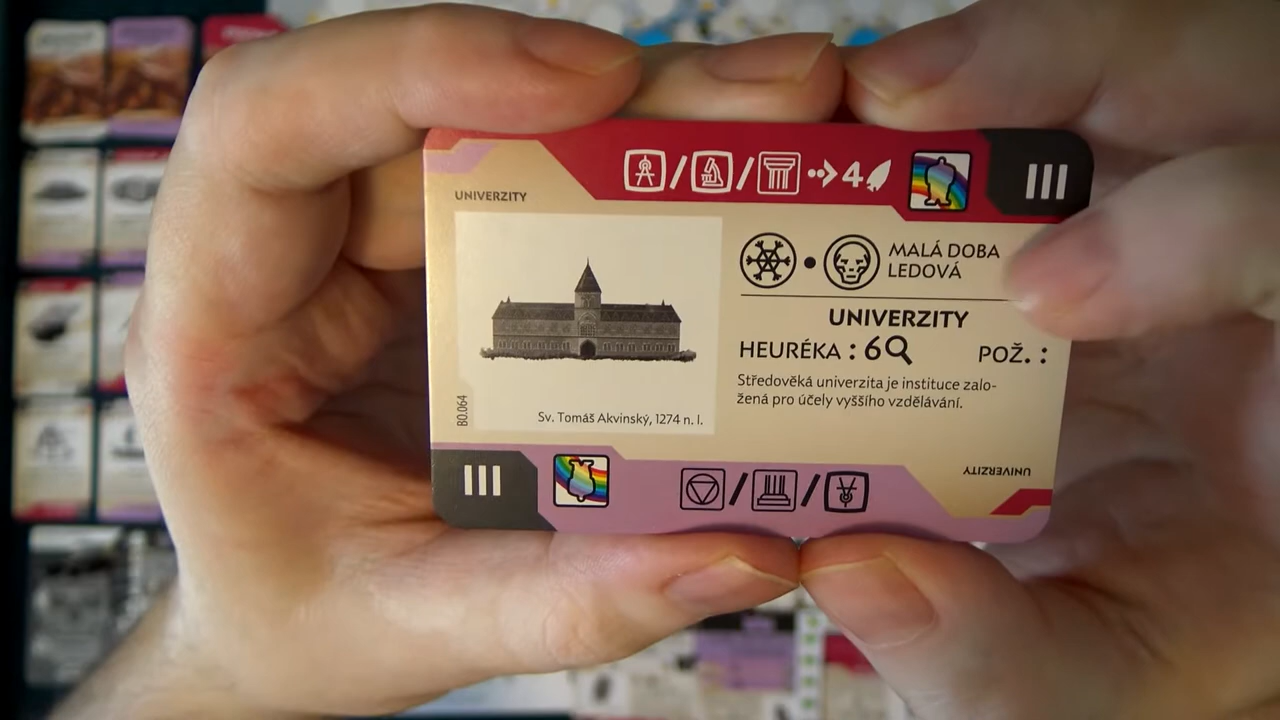 4
III
UNIVERZITY
MALÁ DOBA
LEDOVÁ
UNIVERZITY
HEURÉKA : 6
POŽ. :
Středověká univerzita je instituce zalo-
žená pro účely vyššího vzdělávání.
B0.064
Sv. Tomáš Akvinský, 1274 n. l.
UNIVERZITY
III